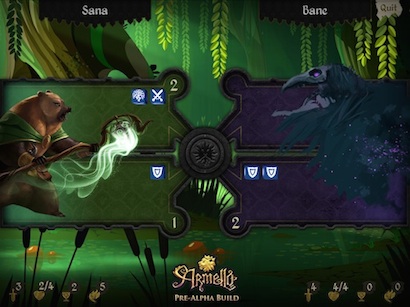 Sana
Bane
Quit
2
1
2
Armello
PRE-ALPHA BUILD
3 2/4 2 5
4 4/4 0 0